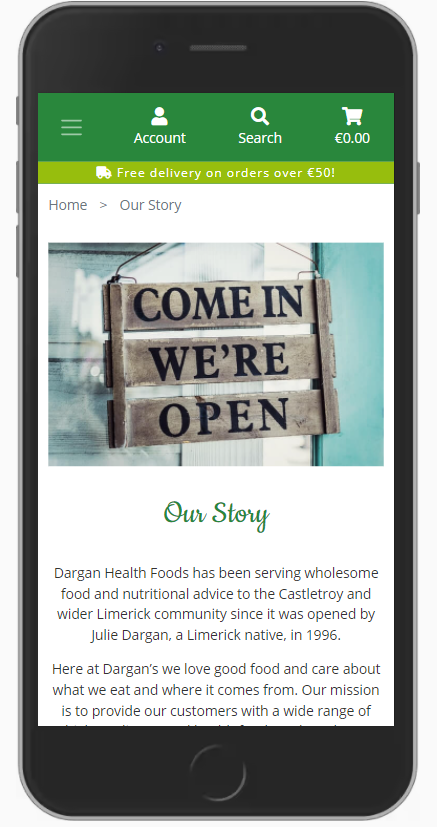 Account
Search
€0.00
Free delivery on orders over €50!
Home > Our Story
COME IN
WE'RE
OPEN
Our Story
Dargan Health Foods has been serving wholesome
food and nutritional advice to the Castletroy and
wider Limerick community since it was opened by
Julie Dargan, a Limerick native, in 1996.
Here at Dargan’s we love good food and care about
what we eat and where it comes from. Our mission
is to provide our customers with a wide range of